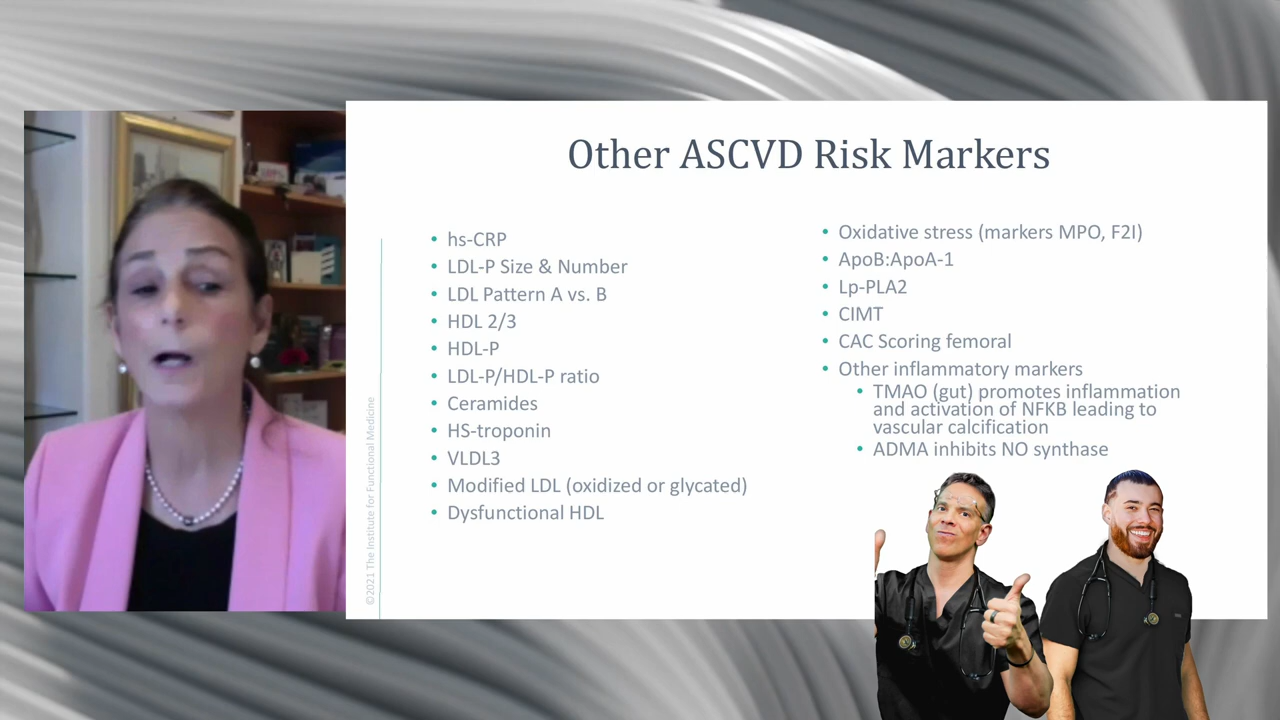 Other ASCVD Risk Markers
• hs-CRP
• LDL-P Size & Number
• LDL Pattern A vs. B
• HDL 2/3
• HDL-P
• LDL-P/HDL-P ratio
• Ceramides
• HS-troponin
• VLDL3
• Modified LDL (oxidized or glycated)
• Dysfunctional HDL
• Oxidative stress (markers MPO, F2I)
• ApoB:ApoA-1
• Lp-PLA2
• CIMT
• CAC Scoring femoral
• Other inflammatory markers
• TMAO (gut) promotes inflammation
and activation of NFKB leading to
vascular calcification
• ADMA inhibits NO synthase
©2021 The Institute for Functional Medicine